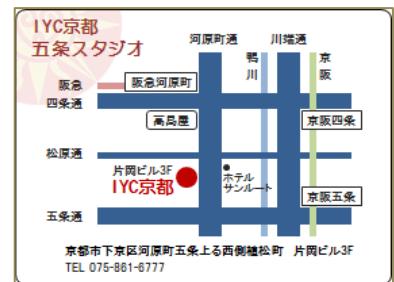 IYC京都
五条スタジオ
河原町通
川端通
鴨川
京阪
阪急
阪急河原町
四条通
高島屋
京阪四条
松原通
片岡ビル3F
IYC京都
ホテル
サンルート
京阪五条
五条通
京都市下京区河原町五条上る西側植松町 片岡ビル3F
TEL 075-861-6777